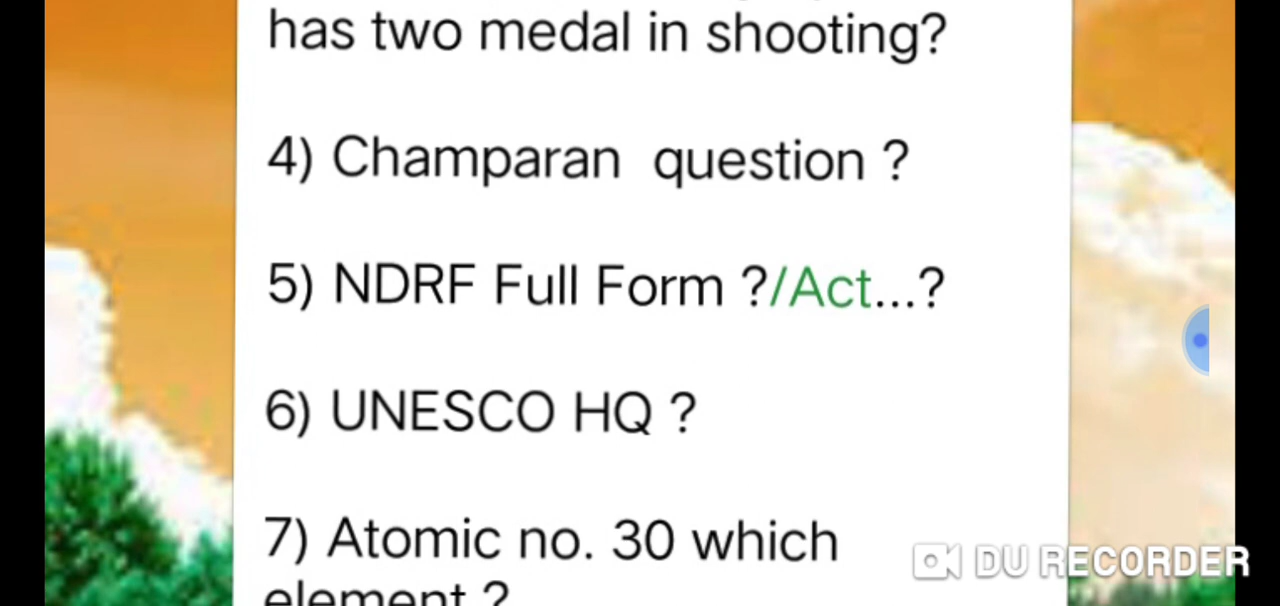 has two medal in shooting?
4) Champaran question ?
5) NDRF Full Form ?/Act...?
6) UNESCO HQ ?
7) Atomic no. 30 which
element ?
DU RECORDER